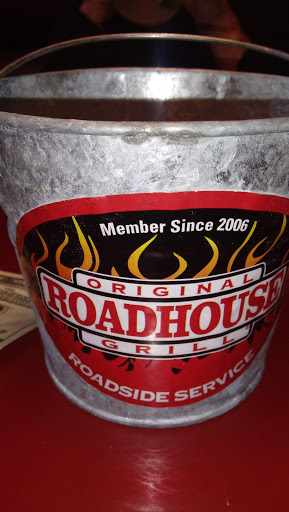 Member Since 2006
ORIGINAL
ROADHOUSE
GRILL
ROADSIDE SERVICE